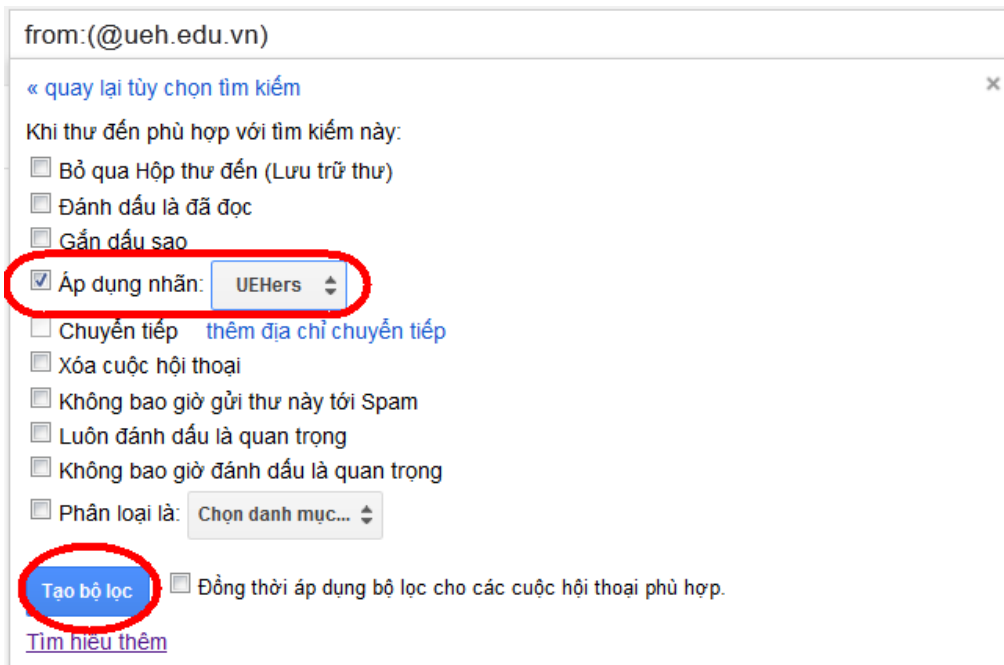 from:(@ueh.edu.vn)
« quay lại tùy chọn tìm kiếm
×
Khi thư đến phù hợp với tìm kiếm này:
Bỏ qua Hộp thư đến (Lưu trữ thư)
Đánh dấu là đã đọc
Gắn dấu sao
Áp dụng nhãn: UEHers
Chuyển tiếp thêm địa chỉ chuyển tiếp
Xóa cuộc hội thoại
Không bao giờ gửi thư này tới Spam
Luôn đánh dấu là quan trọng
Không bao giờ đánh dấu là quan trọng
Phân loại là: Chọn danh mục...
Tạo bộ lọc Đồng thời áp dụng bộ lọc cho các cuộc hội thoại phù hợp.
Tìm hiểu thêm